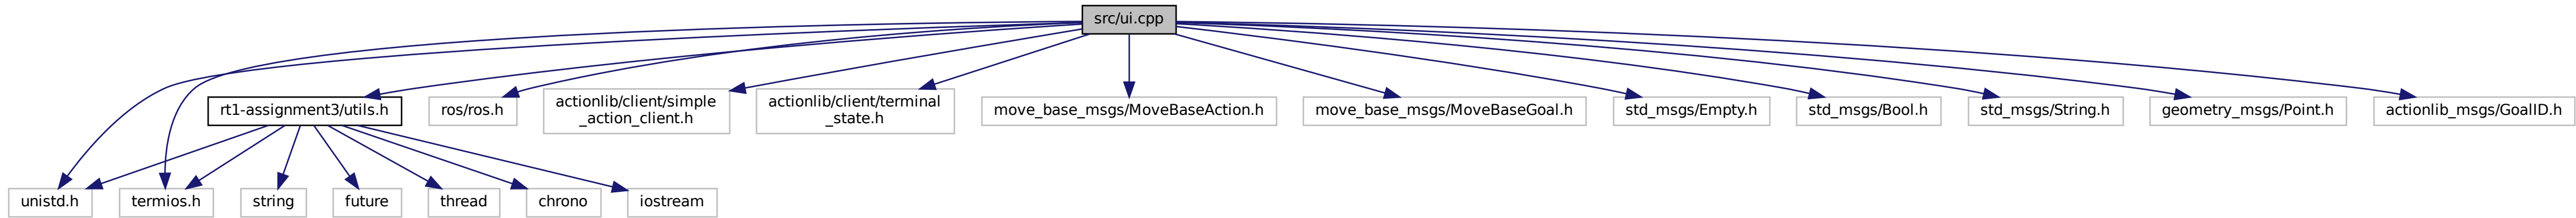 src/ui.cpp
rt1-assignment3/utils.h
ros/ros.h
actionlib/client/simple
_action_client.h
actionlib/client/terminal
_state.h
move_base_msgs/MoveBaseAction.h
move_base_msgs/MoveBaseGoal.h
std_msgs/Empty.h
std_msgs/Bool.h
std_msgs/String.h
geometry_msgs/Point.h
actionlib_msgs/GoalID.h
unistd.h
termios.h
string
future
thread
chrono
iostream